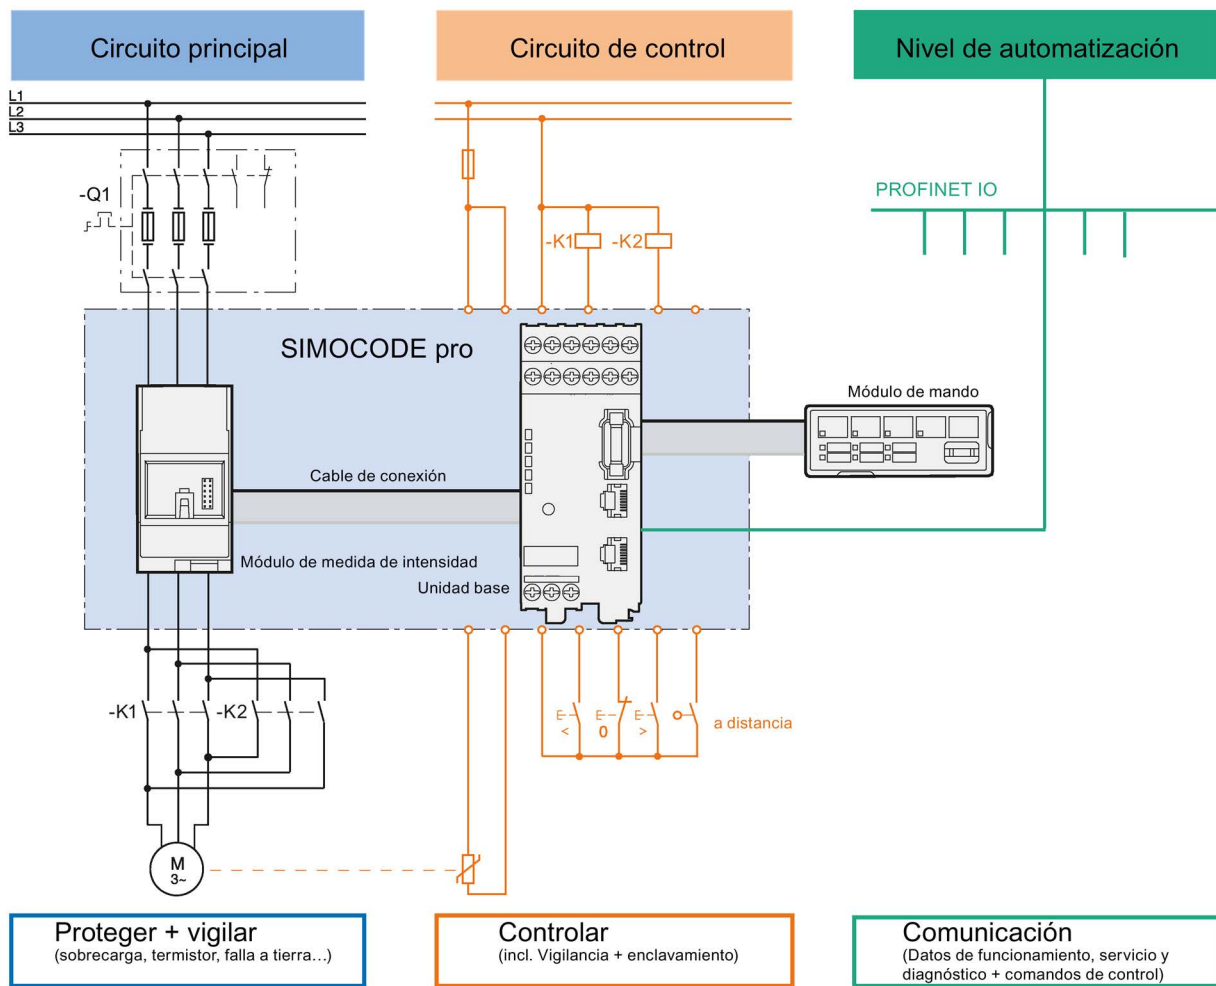 Circuito principal
Circuito de control
Nivel de automatización
L1
L2
L3
-Q1
PROFINET IO
-K1
-K2
SIMOCODE pro
Módulo de mando
Cable de conexión
Módulo de medida de intensidad
Unidad base
-K1
-K2
<
0
>
a distancia
M
3~
Proteger + vigilar
(sobrecarga, termistor, falla a tierra...)
Controlar
(incl. Vigilancia + enclavamiento)
Comunicación
(Datos de funcionamiento, servicio y
diagnóstico + comandos de control)